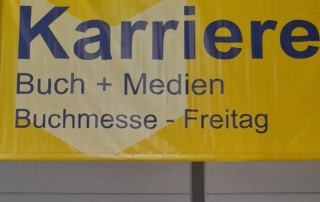 Karriere
Buch + Medien
Buchmesse - Freitag